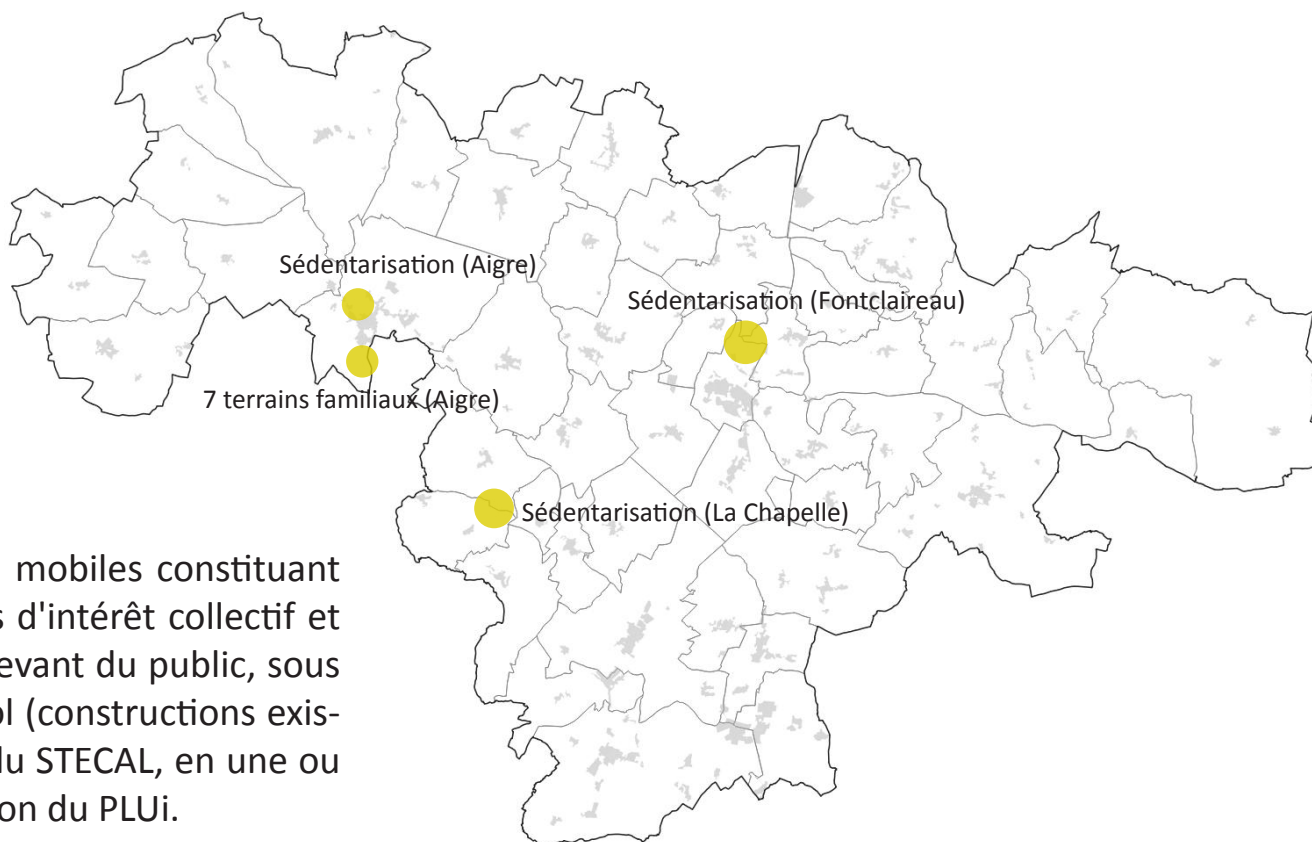 Sédentarisation (Aigre)
Sédentarisation (Fontclaireau)
7 terrains familiaux (Aigre)
Sédentarisation (La Chapelle)
mobiles constituant
s d'intérêt collectif et
evant du public, sous
ol (constructions exis-
du STECAL, en une ou
on du PLUi.